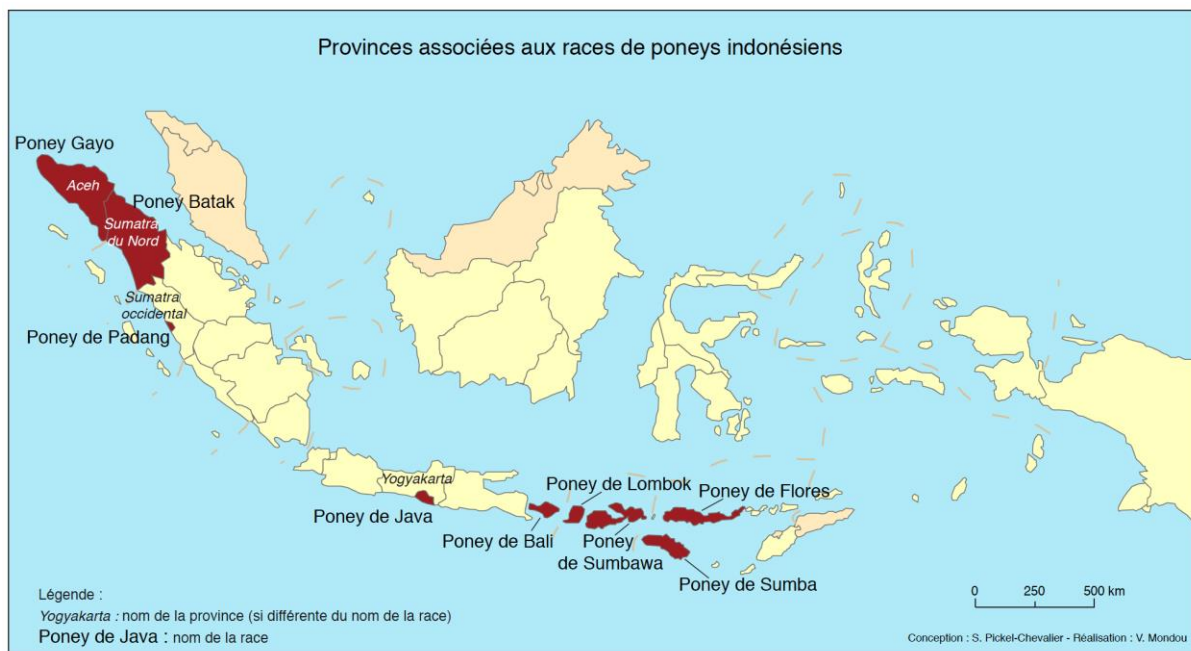 Provinces associées aux races de poneys indonésiens
Poney Gayo
Aceh
Poney Batak
Sumatra
du Nord
Sumatra
occidental
Poney de Padang
Yogyakarta
Poney de Java
Poney de Lombok
Poney de Flores
Poney de Bali
Poney
de Sumbawa
Poney de Sumba
Légende :
Yogyakarta : nom de la province (si différente du nom de la race)
Poney de Java : nom de la race
0 250 500 km
Conception : S. Pickel-Chevalier - Réalisation : V. Mondou